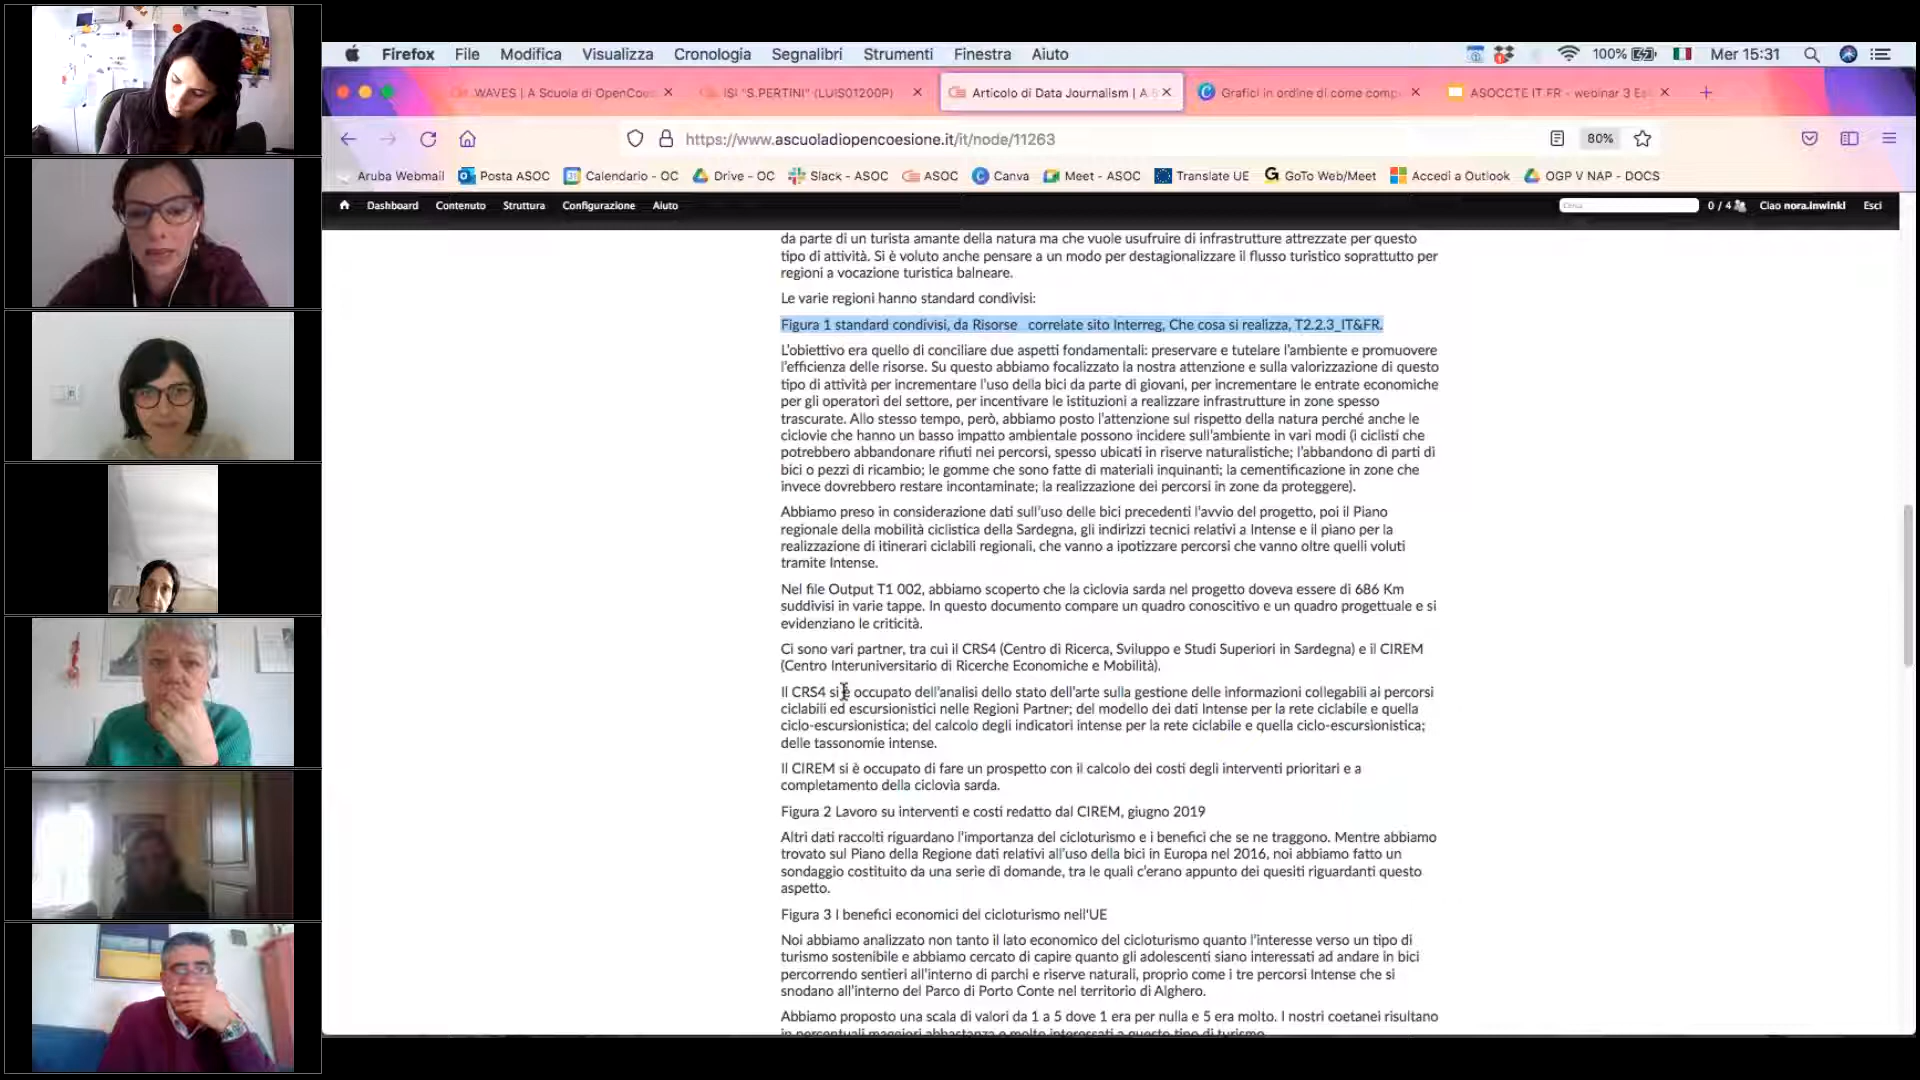 Firefox File Modifica Visualizza Cronologia Segnalibri Strumenti Finestra Aiuto 100% Mer 15:31
WAVES | A Scuola di OpenCoes ISI "S.PERTINI" (LUIS01200P) Articolo di Data Journalism | A S Grafici in ordine di come comp ASOCCTE IT FR - webinar 3 Es
https://www.ascuoladiopencoesione.it/it/node/11263 80%
Aruba Webmail Posta ASOC Calendario - OC Drive - OC Slack - ASOC ASOC Canva Meet - ASOC Translate UE GoTo Web/Meet Accedi a Outlook OGP V NAP - DOCS
Dashboard Contenuto Struttura Configurazione Aiuto Cerca 0 / 4 Ciao nora.inwinkl Esci
da parte di un turista amante della natura ma che vuole usufruire di infrastrutture attrezzate per questo
tipo di attività. Si è voluto anche pensare a un modo per destagionalizzare il flusso turistico soprattutto per
regioni a vocazione turistica balneare.
Le varie regioni hanno standard condivisi:
Figura 1 standard condivisi, da Risorse correlate sito Interreg, Che cosa si realizza, T2.2.3_IT&FR.
L'obiettivo era quello di conciliare due aspetti fondamentali: preservare e tutelare l'ambiente e promuovere
l'efficienza delle risorse. Su questo abbiamo focalizzato la nostra attenzione e sulla valorizzazione di questo
tipo di attività per incrementare l'uso della bici da parte di giovani, per incrementare le entrate economiche
per gli operatori del settore, per incentivare le istituzioni a realizzare infrastrutture in zone spesso
trascurate. Allo stesso tempo, però, abbiamo posto l'attenzione sul rispetto della natura perché anche le
ciclovie che hanno un basso impatto ambientale possono incidere sull'ambiente in vari modi (i ciclisti che
potrebbero abbandonare rifiuti nei percorsi, spesso ubicati in riserve naturalistiche; l'abbandono di parti di
bici o pezzi di ricambio; le gomme che sono fatte di materiali inquinanti; la cementificazione in zone che
invece dovrebbero restare incontaminate; la realizzazione dei percorsi in zone da proteggere).
Abbiamo preso in considerazione dati sull'uso delle bici precedenti l'avvio del progetto, poi il Piano
regionale della mobilità ciclistica della Sardegna, gli indirizzi tecnici relativi a Intense e il piano per la
realizzazione di itinerari ciclabili regionali, che vanno a ipotizzare percorsi che vanno oltre quelli voluti
tramite Intense.
Nel file Output T1 002, abbiamo scoperto che la ciclovia sarda nel progetto doveva essere di 686 Km
suddivisi in varie tappe. In questo documento compare un quadro conoscitivo e un quadro progettuale e si
evidenziano le criticità.
Ci sono vari partner, tra cui il CRS4 (Centro di Ricerca, Sviluppo e Studi Superiori in Sardegna) e il CIREM
(Centro Interuniversitario di Ricerche Economiche e Mobilità).
Il CRS4 si è occupato dell'analisi dello stato dell'arte sulla gestione delle informazioni collegabili ai percorsi
ciclabili ed escursionistici nelle Regioni Partner; del modello dei dati Intense per la rete ciclabile e quella
ciclo-escursionistica; del calcolo degli indicatori intense per la rete ciclabile e quella ciclo-escursionistica;
delle tassonomie intense.
Il CIREM si è occupato di fare un prospetto con il calcolo dei costi degli interventi prioritari e a
completamento della ciclovia sarda.
Figura 2 Lavoro su interventi e costi redatto dal CIREM, giugno 2019
Altri dati raccolti riguardano l'importanza del cicloturismo e i benefici che se ne traggono. Mentre abbiamo
trovato sul Piano della Regione dati relativi all'uso della bici in Europa nel 2016, noi abbiamo fatto un
sondaggio costituito da una serie di domande, tra le quali c'erano appunto dei quesiti riguardanti questo
aspetto.
Figura 3 I benefici economici del cicloturismo nell'UE
Noi abbiamo analizzato non tanto il lato economico del cicloturismo quanto l'interesse verso un tipo di
turismo sostenibile e abbiamo cercato di capire quanto gli adolescenti siano interessati ad andare in bici
percorrendo sentieri all'interno di parchi e riserve naturali, proprio come i tre percorsi Intense che si
snodano all'interno del Parco di Porto Conte nel territorio di Alghero.
Abbiamo proposto una scala di valori da 1 a 5 dove 1 era per nulla e 5 era molto. I nostri coetanei risultano
in percentuali maggiori abbastanza e molto interessati a questo tipo di turismo.